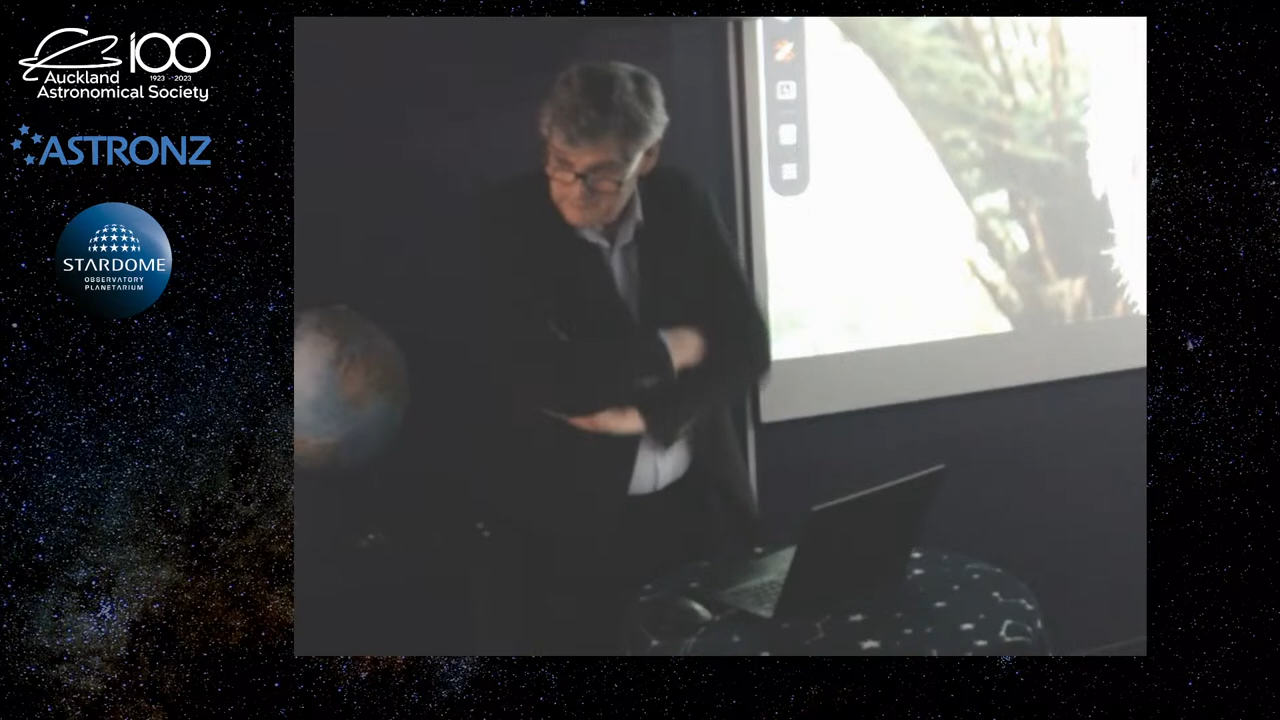 100
1923 - 2023
Auckland
Astronomical Society
ASTRONZ
STARDOME
OBSERVATORY
PLANETARIUM